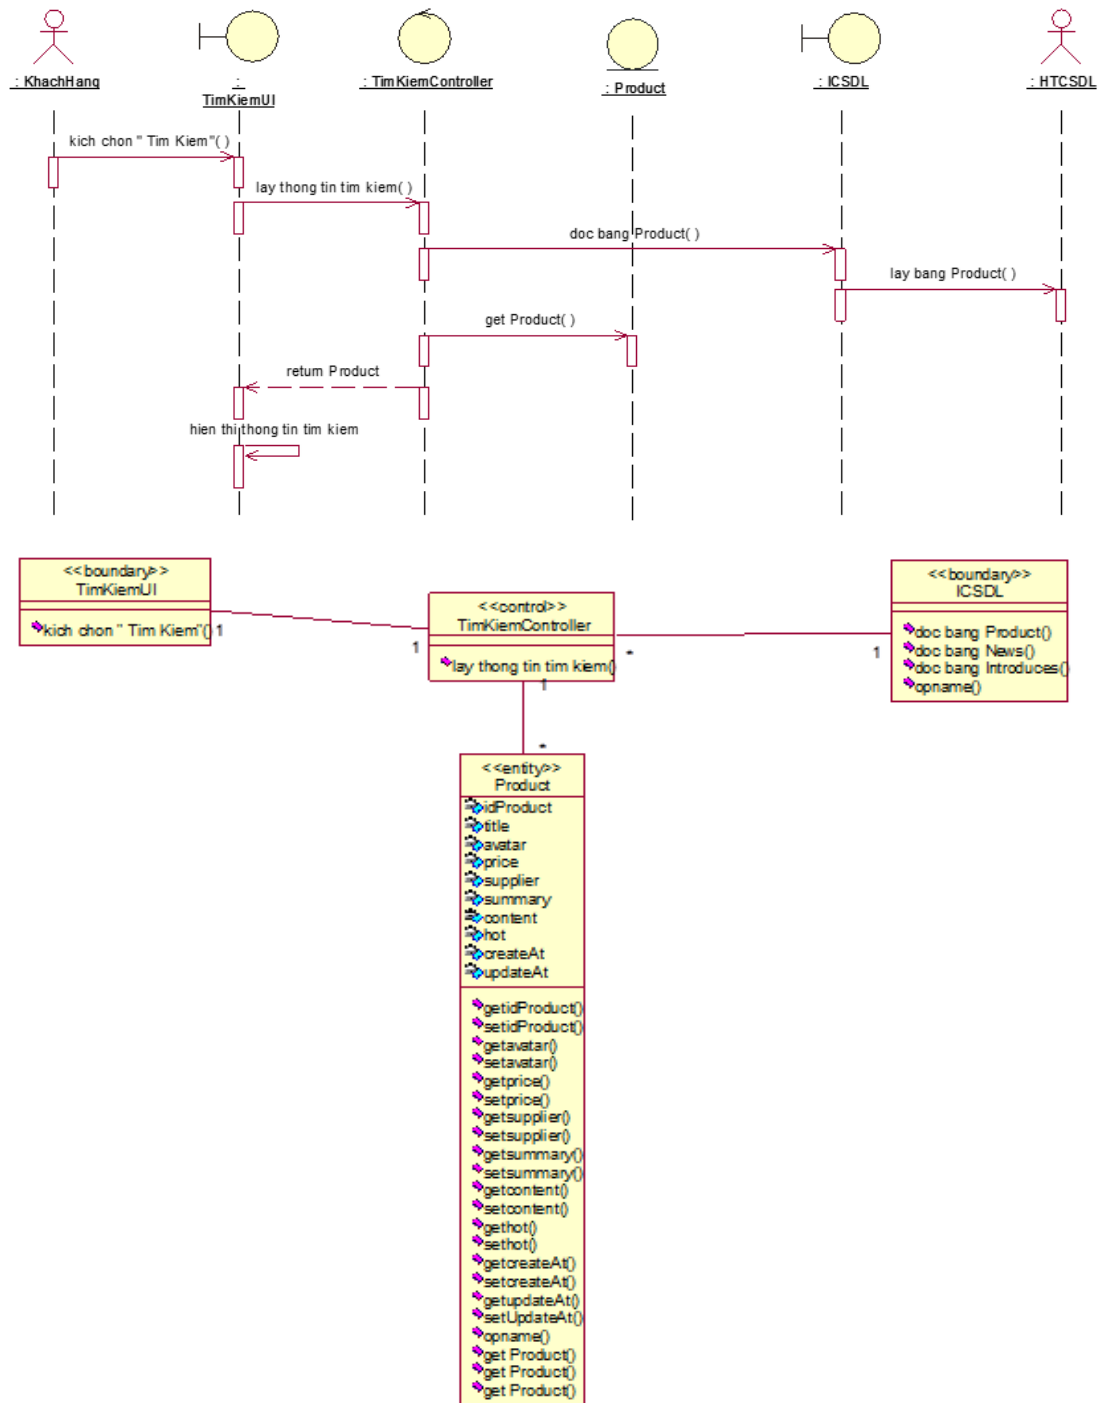 : KhachHang
:
TimKiemUI
: TimKiemController
: Product
: ICSDL
: HTCSDL
kich chon " Tim Kiem"( )
lay thong tin tim kiem( )
doc bang Product( )
lay bang Product( )
get Product( )
return Product
hien thi thong tin tim kiem
<<boundary>>
TimKiemUI
kich chon " Tim Kiem"()
1
1
<<control>>
TimKiemController
lay thong tin tim kiem()
1
*
*
1
<<boundary>>
ICSDL
doc bang Product()
doc bang News()
doc bang Introduces()
opname()
<<entity>>
Product
idProduct
title
avatar
price
supplier
summary
content
hot
createAt
updateAt
getidProduct()
setidProduct()
getavatar()
setavatar()
getprice()
setprice()
getsupplier()
setsupplier()
getsummary()
setsummary()
getcontent()
setcontent()
gethot()
sethot()
getcreateAt()
setcreateAt()
getupdateAt()
setUpdateAt()
opname()
get Product()
get Product()
get Product()